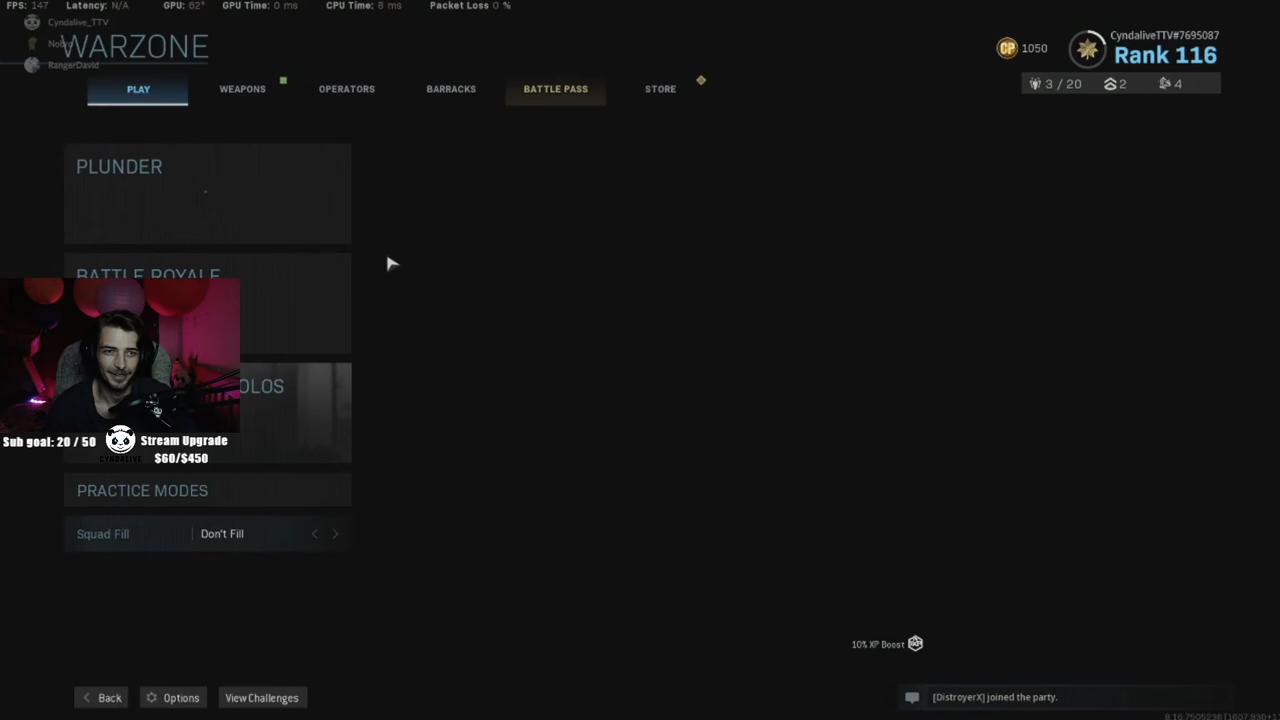 FPS: 147 Latency: N/A GPU: 62° GPU Time: 0 ms CPU Time: 8 ms Packet Loss 0 %
Cyndalive_TTV
RangerDavid
WARZONE
CP 1050
CyndaliveTTV#7695087
Rank 116
3 / 20 2 4
PLAY WEAPONS OPERATORS BARRACKS BATTLE PASS STORE
PLUNDER
BATTLE ROYALE
OLOS
Sub goal: 20 / 50
Stream Upgrade
$60/$450
CYNDALIVE
PRACTICE MODES
Squad Fill Don't Fill
10% XP Boost
Back Options View Challenges
[DistroyerX] joined the party.